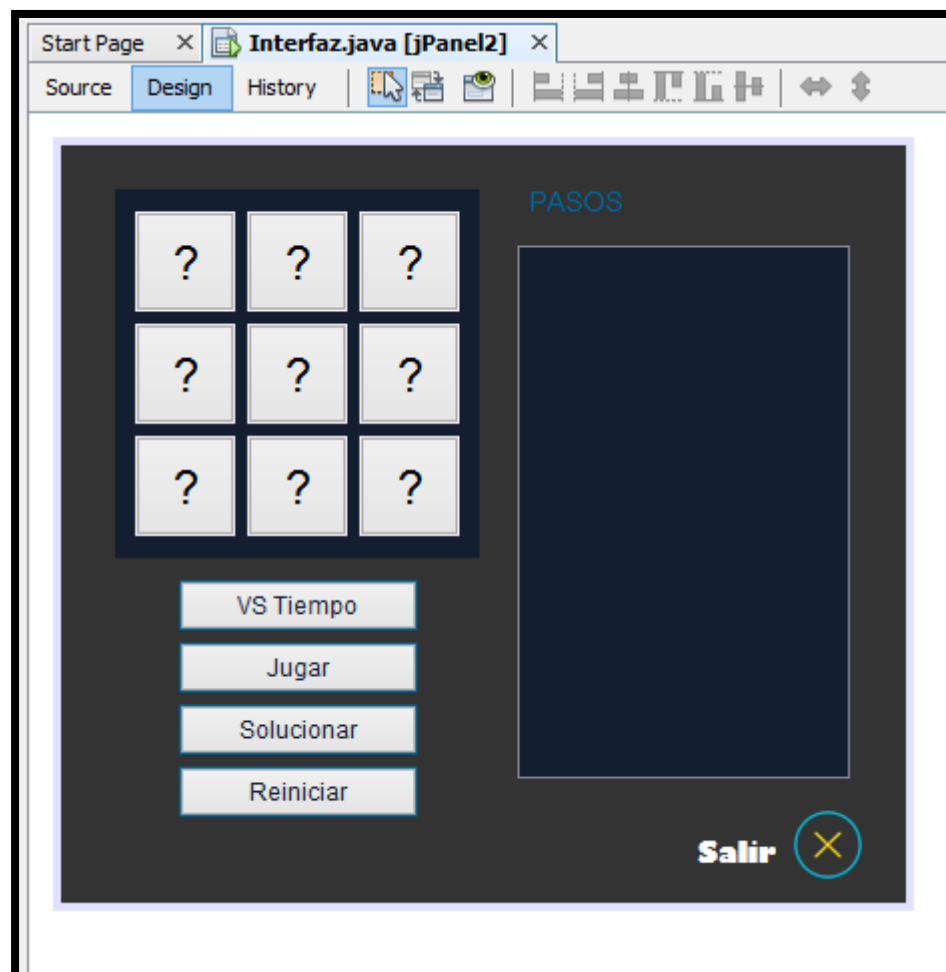 Start Page Interfaz.java [jPanel2]
Source Design History
PASOS
? ? ?
? ? ?
? ? ?
VS Tiempo
Jugar
Solucionar
Reiniciar
Salir